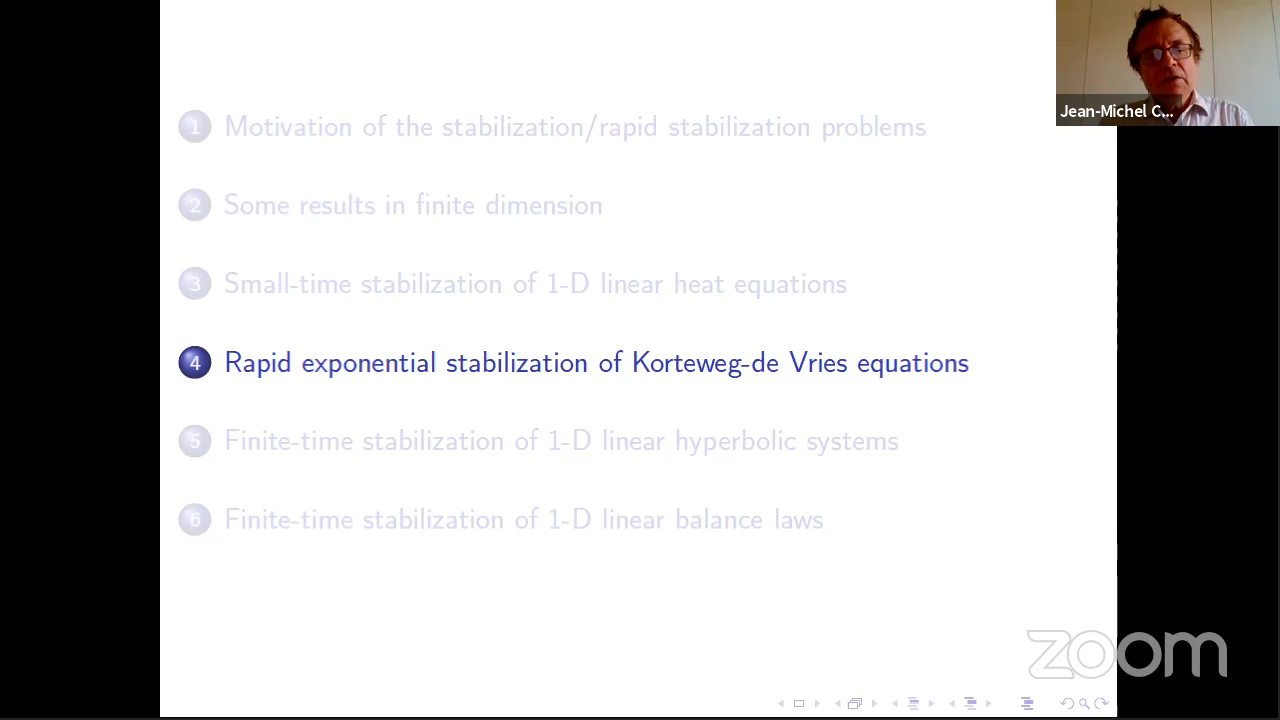 Jean-Michel C...
1 Motivation of the stabilization/rapid stabilization problems
2 Some results in finite dimension
3 Small-time stabilization of 1-D linear heat equations
4 Rapid exponential stabilization of Korteweg-de Vries equations
5 Finite-time stabilization of 1-D linear hyperbolic systems
6 Finite-time stabilization of 1-D linear balance laws
zoom